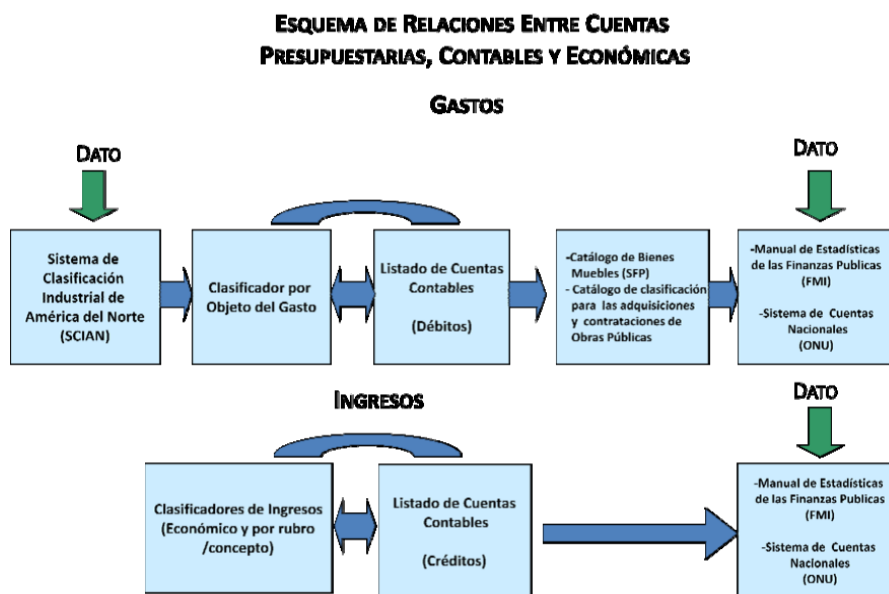 ESQUEMA DE RELACIONES ENTRE CUENTAS
PRESUPUESTARIAS, CONTABLES Y ECONÓMICAS
GASTOS
DATO
DATO
Sistema de
Clasificación
Industrial de
América del Norte
(SCIAN)
Clasificador por
Objeto del Gasto
Listado de Cuentas
Contables
(Débitos)
-Catálogo de Bienes
Muebles (SFP)
- Catálogo de clasificación
para las adquisiciones
y contrataciones de
Obras Públicas
-Manual de Estadísticas
de las Finanzas Publicas
(FMI)
-Sistema de Cuentas
Nacionales
(ONU)
INGRESOS
DATO
Clasificadores de Ingresos
(Económico y por rubro
/concepto)
Listado de Cuentas
Contables
(Créditos)
-Manual de Estadísticas
de las Finanzas Publicas
(FMI)
-Sistema de Cuentas
Nacionales
(ONU)